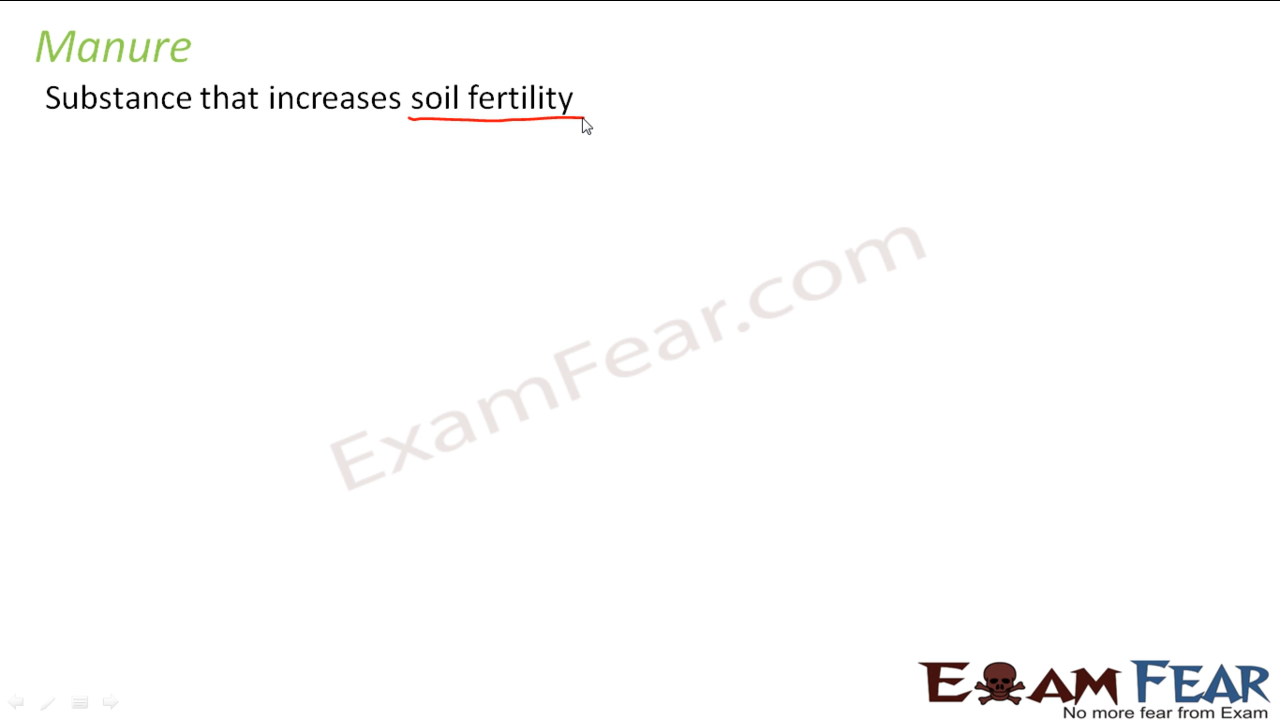 Manure
Substance that increases soil fertility
ExamFear.com
EXAM FEAR
No more fear from Exam